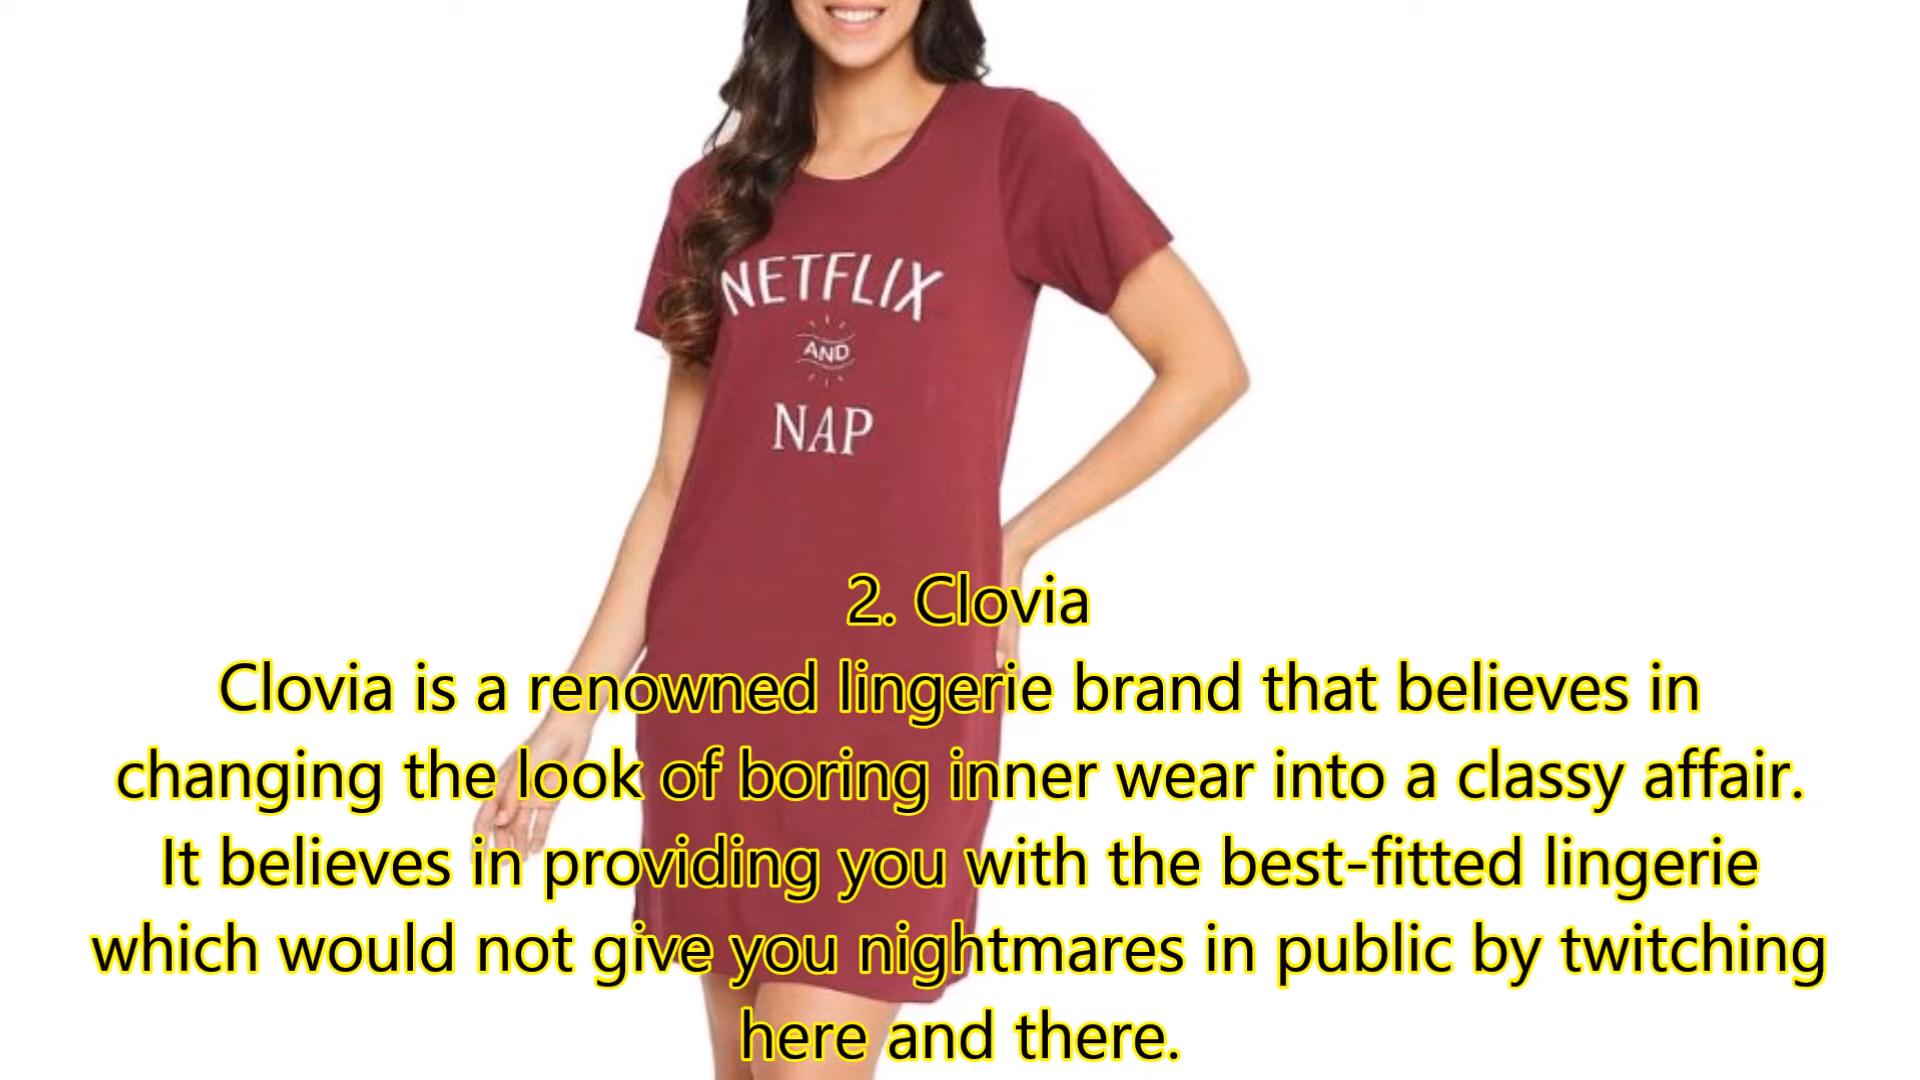 NETFLIX
AND
NAP
2. Clovia
Clovia is a renowned lingerie brand that believes in
changing the look of boring inner wear into a classy affair.
It believes in providing you with the best-fitted lingerie
which would not give you nightmares in public by twitching
here and there.